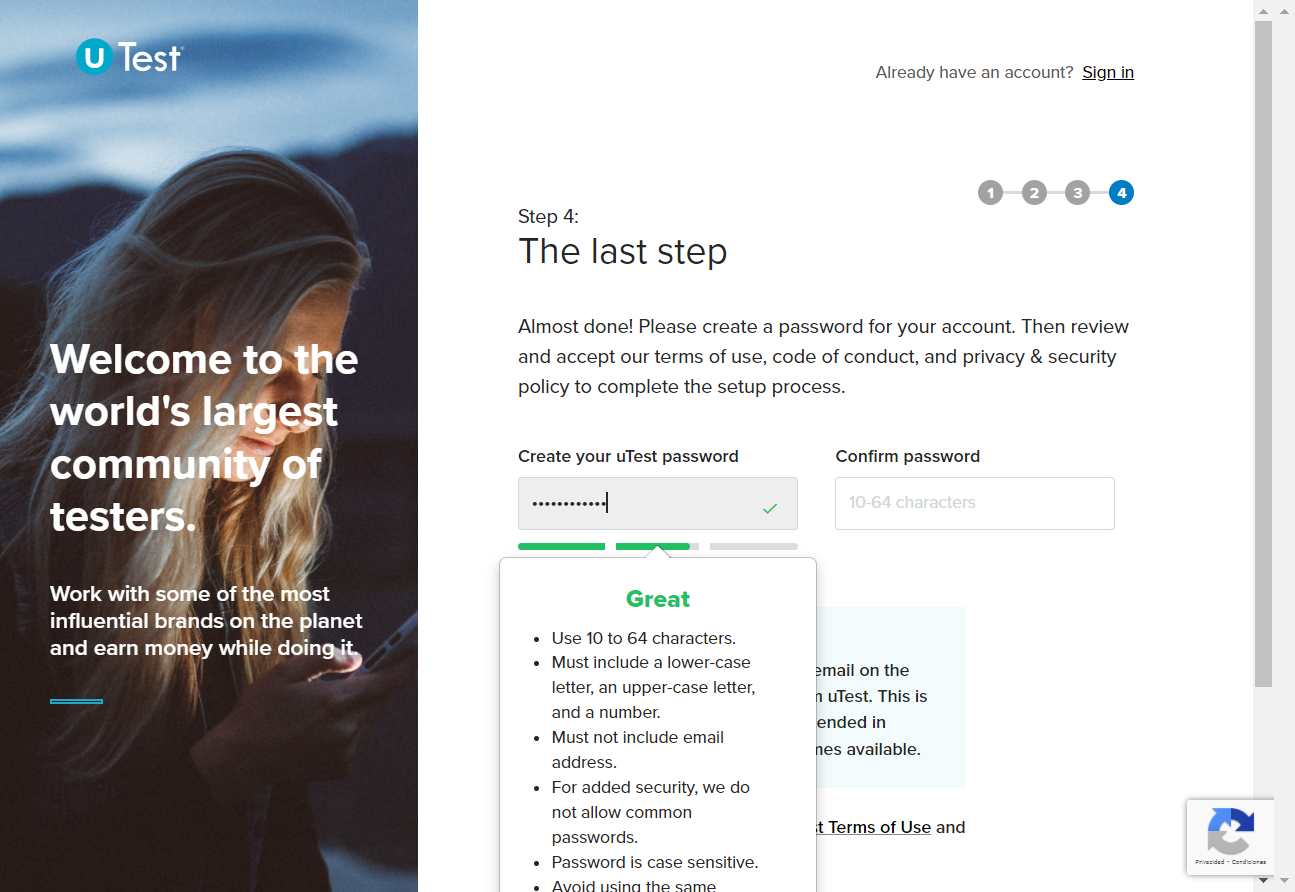 u Test
Already have an account? Sign in
1 2 3 4
Step 4:
The last step
Almost done! Please create a password for your account. Then review
and accept our terms of use, code of conduct, and privacy & security
policy to complete the setup process.
Create your uTest password
Confirm password
••••••••••••
10-64 characters
Great
• Use 10 to 64 characters.
• Must include a lower-case
letter, an upper-case letter,
and a number.
• Must not include email
address.
• For added security, we do
not allow common
passwords.
• Password is case sensitive.
• Avoid using the same
email on the
uTest. This is
ended in
available.
Terms of Use and
Welcome to the
world's largest
community of
testers.
Work with some of the most
influential brands on the planet
and earn money while doing it.
Privacidad - Condiciones